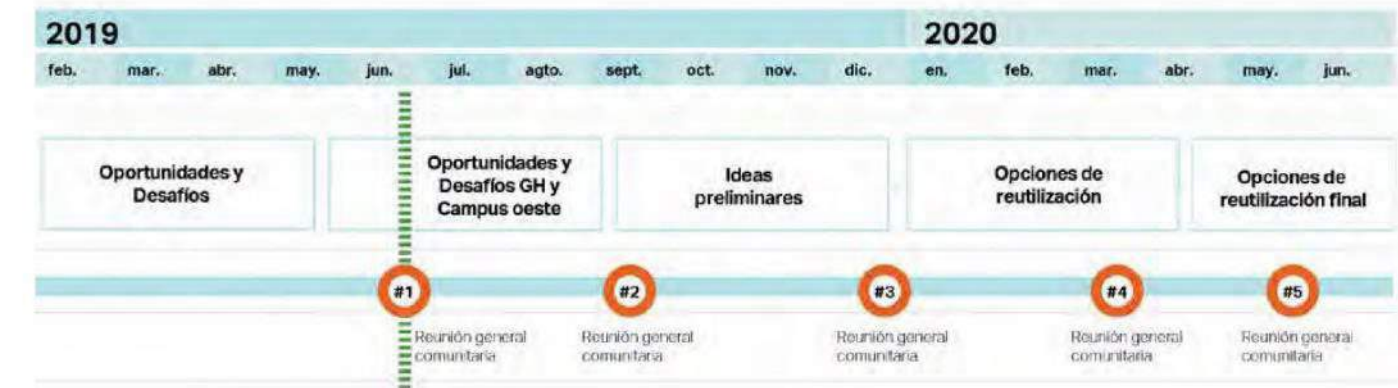 2019 2020
feb. mar. abr. may. jun. jul. agto. sept. oct. nov. dic. en. feb. mar. abr. may. jun.
Oportunidades y
Desafíos
Oportunidades y
Desafíos GH y
Campus oeste
Ideas
preliminares
Opciones de
reutilización
Opciones de
reutilización final
#1 #2 #3 #4 #5
Reunión general
comunitaria
Reunión general
comunitaria
Reunión general
comunitaria
Reunión general
comunitaria
Reunión general
comunitaria